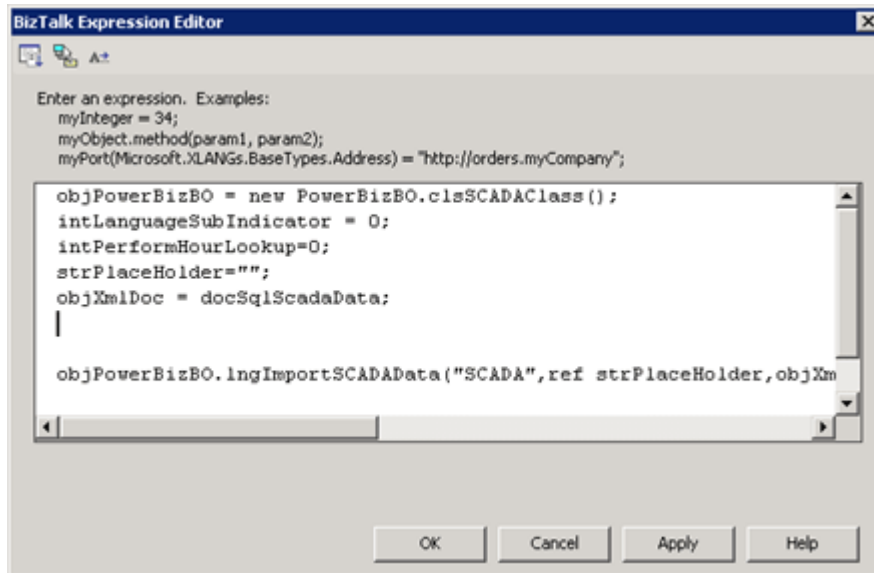 BizTalk Expression Editor
Enter an expression. Examples:
myInteger = 34;
myObject.method(param1, param2);
myPort(Microsoft.XLANGs.BaseTypes.Address) = "http://orders.myCompany";
objPowerBizBO = new PowerBizBO.clsSCADAClass();
intLanguageSubIndicator = 0;
intPerformHourLookup=0;
strPlaceHolder="";
objXmlDoc = docSqlScadaData;
objPowerBizBO.lngImportSCADAData("SCADA",ref strPlaceHolder,objXm
OK Cancel Apply Help